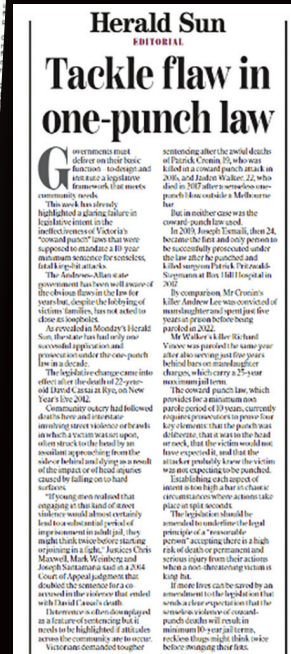 Herald Sun
EDITORIAL
Tackle flaw in
one-punch law
Governments must
deliver on their basic
function – to design and
institute a legislative
framework that meets
community needs.
This week has already
highlighted a glaring failure in
legislative intent in the
ineffectiveness of Victoria's
"coward punch" laws that were
supposed to mandate a 10-year
minimum sentence for senseless,
fatal king-hit attacks.
The Andrews-Allan state
government has been well aware of
the obvious flaws in the law for
years but, despite the lobbying of
victims' families, has not acted to
close its loopholes.
As revealed in Monday's Herald
Sun, the state has had only one
successful application and
prosecution under the one-punch
law in a decade.
The legislative change came into
effect after the death of 22-year-
old David Cassai at Rye, on New
Year's Eve 2012.
Community outcry had followed
deaths here and interstate
involving street violence or brawls
in which a victim was set upon,
often struck to the head by an
assailant approaching from the
side or behind and dying as a result
of the impact or of head injuries
caused by falling on to hard
surfaces.
"If young men realised that
engaging in this kind of street
violence would almost certainly
lead to a substantial period of
imprisonment in adult jail, they
might think twice before starting
or joining in a fight," Justices Chris
Maxwell, Mark Weinberg and
Joseph Santamaria said in a 2014
Court of Appeal judgment that
doubled the sentence for a co-
accused in the violence that ended
with David Cassai's death.
Deterrence is often downplayed
as a feature of sentencing but it
needs to be highlighted if attitudes
across the community are to occur.
Victorians demanded tougher
sentencing after the awful deaths
of Patrick Cronin, 19, who was
killed in a coward punch attack in
2016, and Jaiden Walker, 22, who
died in 2017 after a senseless one-
punch blow outside a Melbourne
bar.
But in neither case was the
coward-punch law used.
In 2019, Joseph Esmaili, then 24,
became the first and only person to
be successfully prosecuted under
the law after he punched and
killed surgeon Patrick Pritzwald-
Stegmann at Box Hill Hospital in
2017.
By comparison, Mr Cronin's
killer Andrew Lee was convicted of
manslaughter and spent just five
years in prison before being
paroled in 2022.
Mr Walker's killer Richard
Vincec was paroled the same year
after also serving just five years
behind bars on manslaughter
charges, which carry a 25-year
maximum jail term.
The coward-punch law, which
provides for a minimum non-
parole period of 10 years, currently
requires prosecutors to prove four
key elements: that the punch was
deliberate, that it was to the head
or neck, that the victim would not
have expected it, and that the
attacker probably knew the victim
was not expecting to be punched.
Establishing each aspect of
intent is too high a bar in chaotic
circumstances where actions take
place in split seconds.
The legislation should be
amended to underline the legal
principle of a "reasonable
person" accepting there is a high
risk of death or permanent and
serious injury from their actions
when a non-threatening victim is
king-hit.
If more lives can be saved by an
amendment to the legislation that
sends a clear expectation that the
senseless violence of coward-
punch deaths will result in
minimum 10-year jail terms,
reckless thugs might think twice
before swinging their fists.